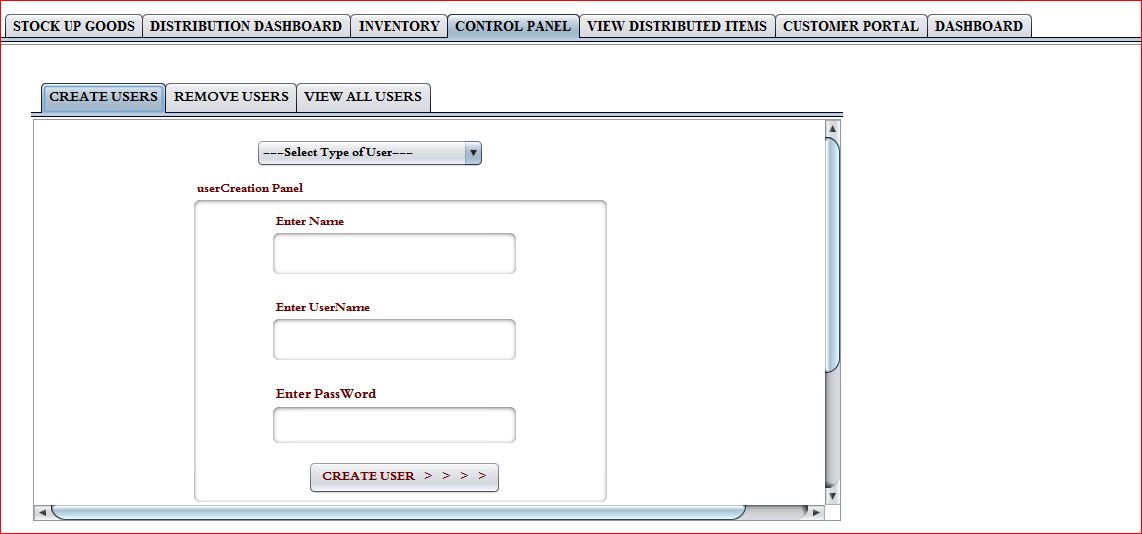 STOCK UP GOODS DISTRIBUTION DASHBOARD INVENTORY CONTROL PANEL VIEW DISTRIBUTED ITEMS CUSTOMER PORTAL DASHBOARD
CREATE USERS REMOVE USERS VIEW ALL USERS
---Select Type of User---
userCreation Panel
Enter Name
Enter UserName
Enter PassWord
CREATE USER > > > >